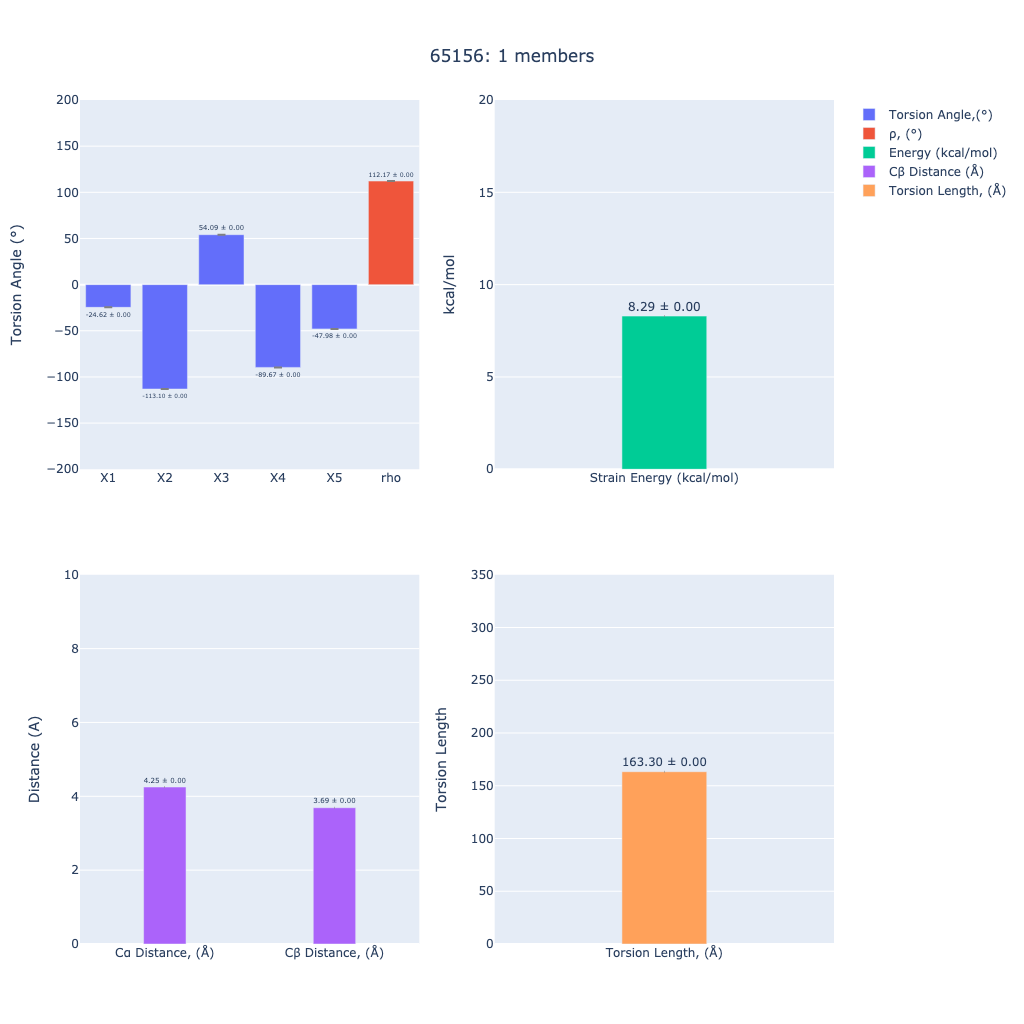 65156: 1 members
Torsion Angle (°)
200
150
100
50
0
−50
−100
−150
−200
-24.62 ± 0.00
-113.10 ± 0.00
54.09 ± 0.00
-89.67 ± 0.00
-47.98 ± 0.00
112.17 ± 0.00
X1 X2 X3 X4 X5 rho
kcal/mol
20
15
10
5
0
8.29 ± 0.00
Strain Energy (kcal/mol)
Torsion Angle,(°)
ρ, (°)
Energy (kcal/mol)
Cβ Distance (Å)
Torsion Length, (Å)
Distance (A)
10
8
6
4
2
0
4.25 ± 0.00
3.69 ± 0.00
Cα Distance, (Å) Cβ Distance, (Å)
Torsion Length
350
300
250
200
150
100
50
0
163.30 ± 0.00
Torsion Length, (Å)